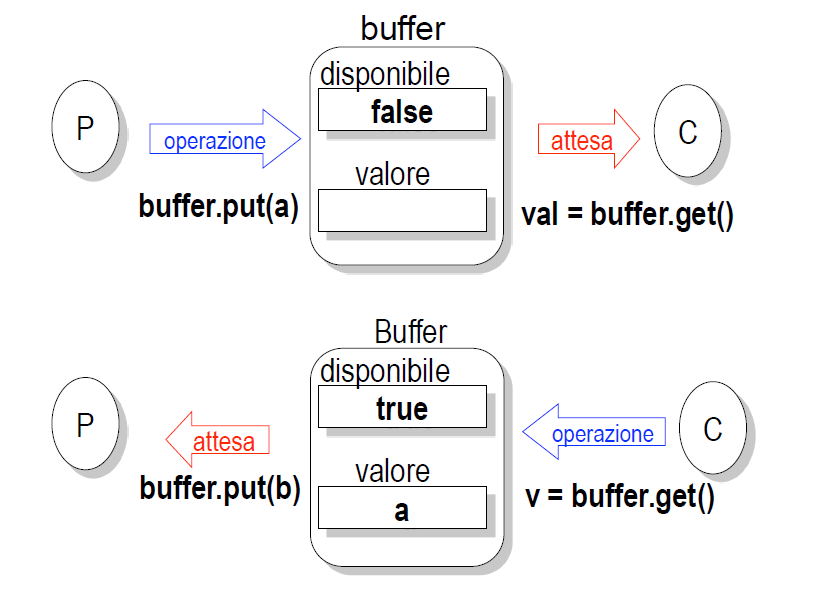 buffer
disponibile
false
P
operazione
attesa
C
valore
buffer.put(a)
val = buffer.get()
Buffer
disponibile
true
P
attesa
operazione
C
valore
buffer.put(b)
a
v = buffer.get()